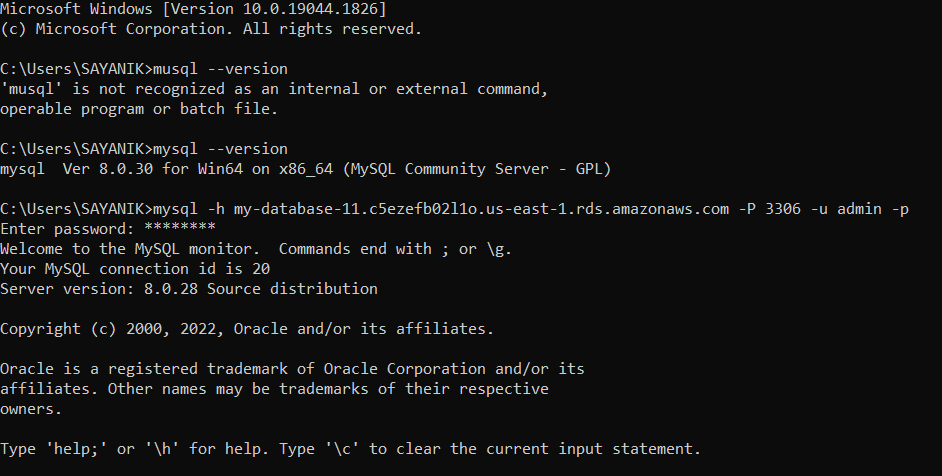 Microsoft Windows [Version 10.0.19044.1826]
(c) Microsoft Corporation. All rights reserved.
C:\Users\SAYANIK>musql --version
'musql' is not recognized as an internal or external command,
operable program or batch file.
C:\Users\SAYANIK>mysql --version
mysql  Ver 8.0.30 for Win64 on x86_64 (MySQL Community Server - GPL)
C:\Users\SAYANIK>mysql -h my-database-11.c5ezefb02l1o.us-east-1.rds.amazonaws.com -P 3306 -u admin -p
Enter password: ********
Welcome to the MySQL monitor.  Commands end with ; or \g.
Your MySQL connection id is 20
Server version: 8.0.28 Source distribution
Copyright (c) 2000, 2022, Oracle and/or its affiliates.
Oracle is a registered trademark of Oracle Corporation and/or its
affiliates. Other names may be trademarks of their respective
owners.
Type 'help;' or '\h' for help. Type '\c' to clear the current input statement.